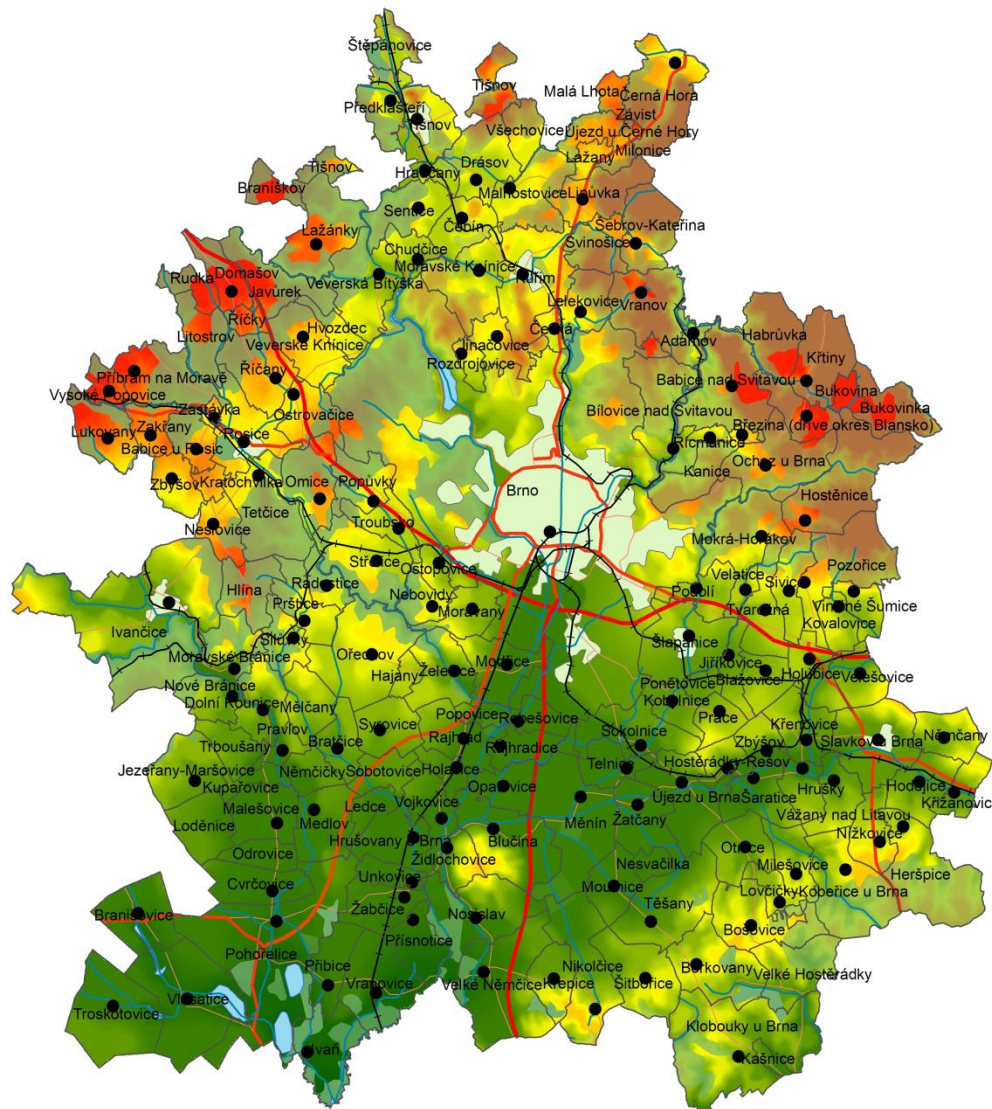 Štěpánovice
Tišnov
Malá Lhota
Černá Hora
Předklášteří
Tišnov
Všechovice
Závist
Újezd u Černé Hory
Milonice
Lažany
Tišnov
Drásov
Braníškov
Hradčany
Malhostovice
Lipůvka
Sentice
Čebín
Šebrov-Kateřina
Lažánky
Svinošice
Chudčice
Moravské Knínice
Kuřim
Rudka
Domašov
Javůrek
Veverská Bítýška
Vranov
Lelekovice
Říčky
Litostrov
Hvozdec
Veverské Knínice
Česká
Jinačovice
Rozdrojovice
Adamov
Habrůvka
Křtiny
Příbram na Moravě
Vysoké Popovice
Říčany
Babice nad Svitavou
Bukovina
Bukovinka
Ostrovačice
Zastávka
Bílovice nad Svitavou
Březina (dříve okres Blansko)
Lukovany
Zakřany
Babice u Rosic
Rosice
Řícmanice
Kanice
Ochoz u Brna
Zbýšov
Kratochvilka
Omice
Popůvky
Brno
Hostěnice
Tetčice
Neslovice
Troubsko
Mokrá-Horákov
Střelice
Ostopovice
Velatice
Sivice
Pozořice
Hlína
Radostice
Nebovidy
Moravany
Podolí
Tvarožná
Viničné Šumice
Kovalovice
Prštice
Ivančice
Silůvky
Šlapanice
Moravské Bránice
Ořechov
Hajany
Želešice
Modřice
Jiříkovice
Blažovice
Holubice
Velešovice
Nové Bránice
Dolní Kounice
Mělčany
Ponětovice
Kobylnice
Prace
Pravlov
Syrovice
Popovice
Rebešovice
Křenovice
Trboušany
Bratčice
Rajhrad
Rajhradice
Sokolnice
Zbýšov
Slavkov u Brna
Němčany
Jezeřany-Maršovice
Kupařovice
Němčičky
Sobotovice
Holasice
Opatovice
Telnice
Hostěrádky-Rešov
Hodějice
Malešovice
Medlov
Ledce
Vojkovice
Újezd u Brna
Šaratice
Hrušky
Křižanovice
Loděnice
Hrušovany u Brna
Blučina
Měnín
Žatčany
Vážany nad Litavou
Nížkovice
Odrovice
Židlochovice
Otnice
Cvrčovice
Unkovice
Nesvačilka
Milešovice
Heršpice
Žabčice
Moutnice
Lovčičky
Kobeřice u Brna
Branišovice
Nosislav
Těšany
Přísnotice
Bošovice
Pohořelice
Přibice
Vranovice
Velké Němčice
Nikolčice
Křepice
Šitbořice
Borkovany
Velké Hostěrádky
Vlasatice
Troskotovice
Klobouky u Brna
Ivaň
Kašnice